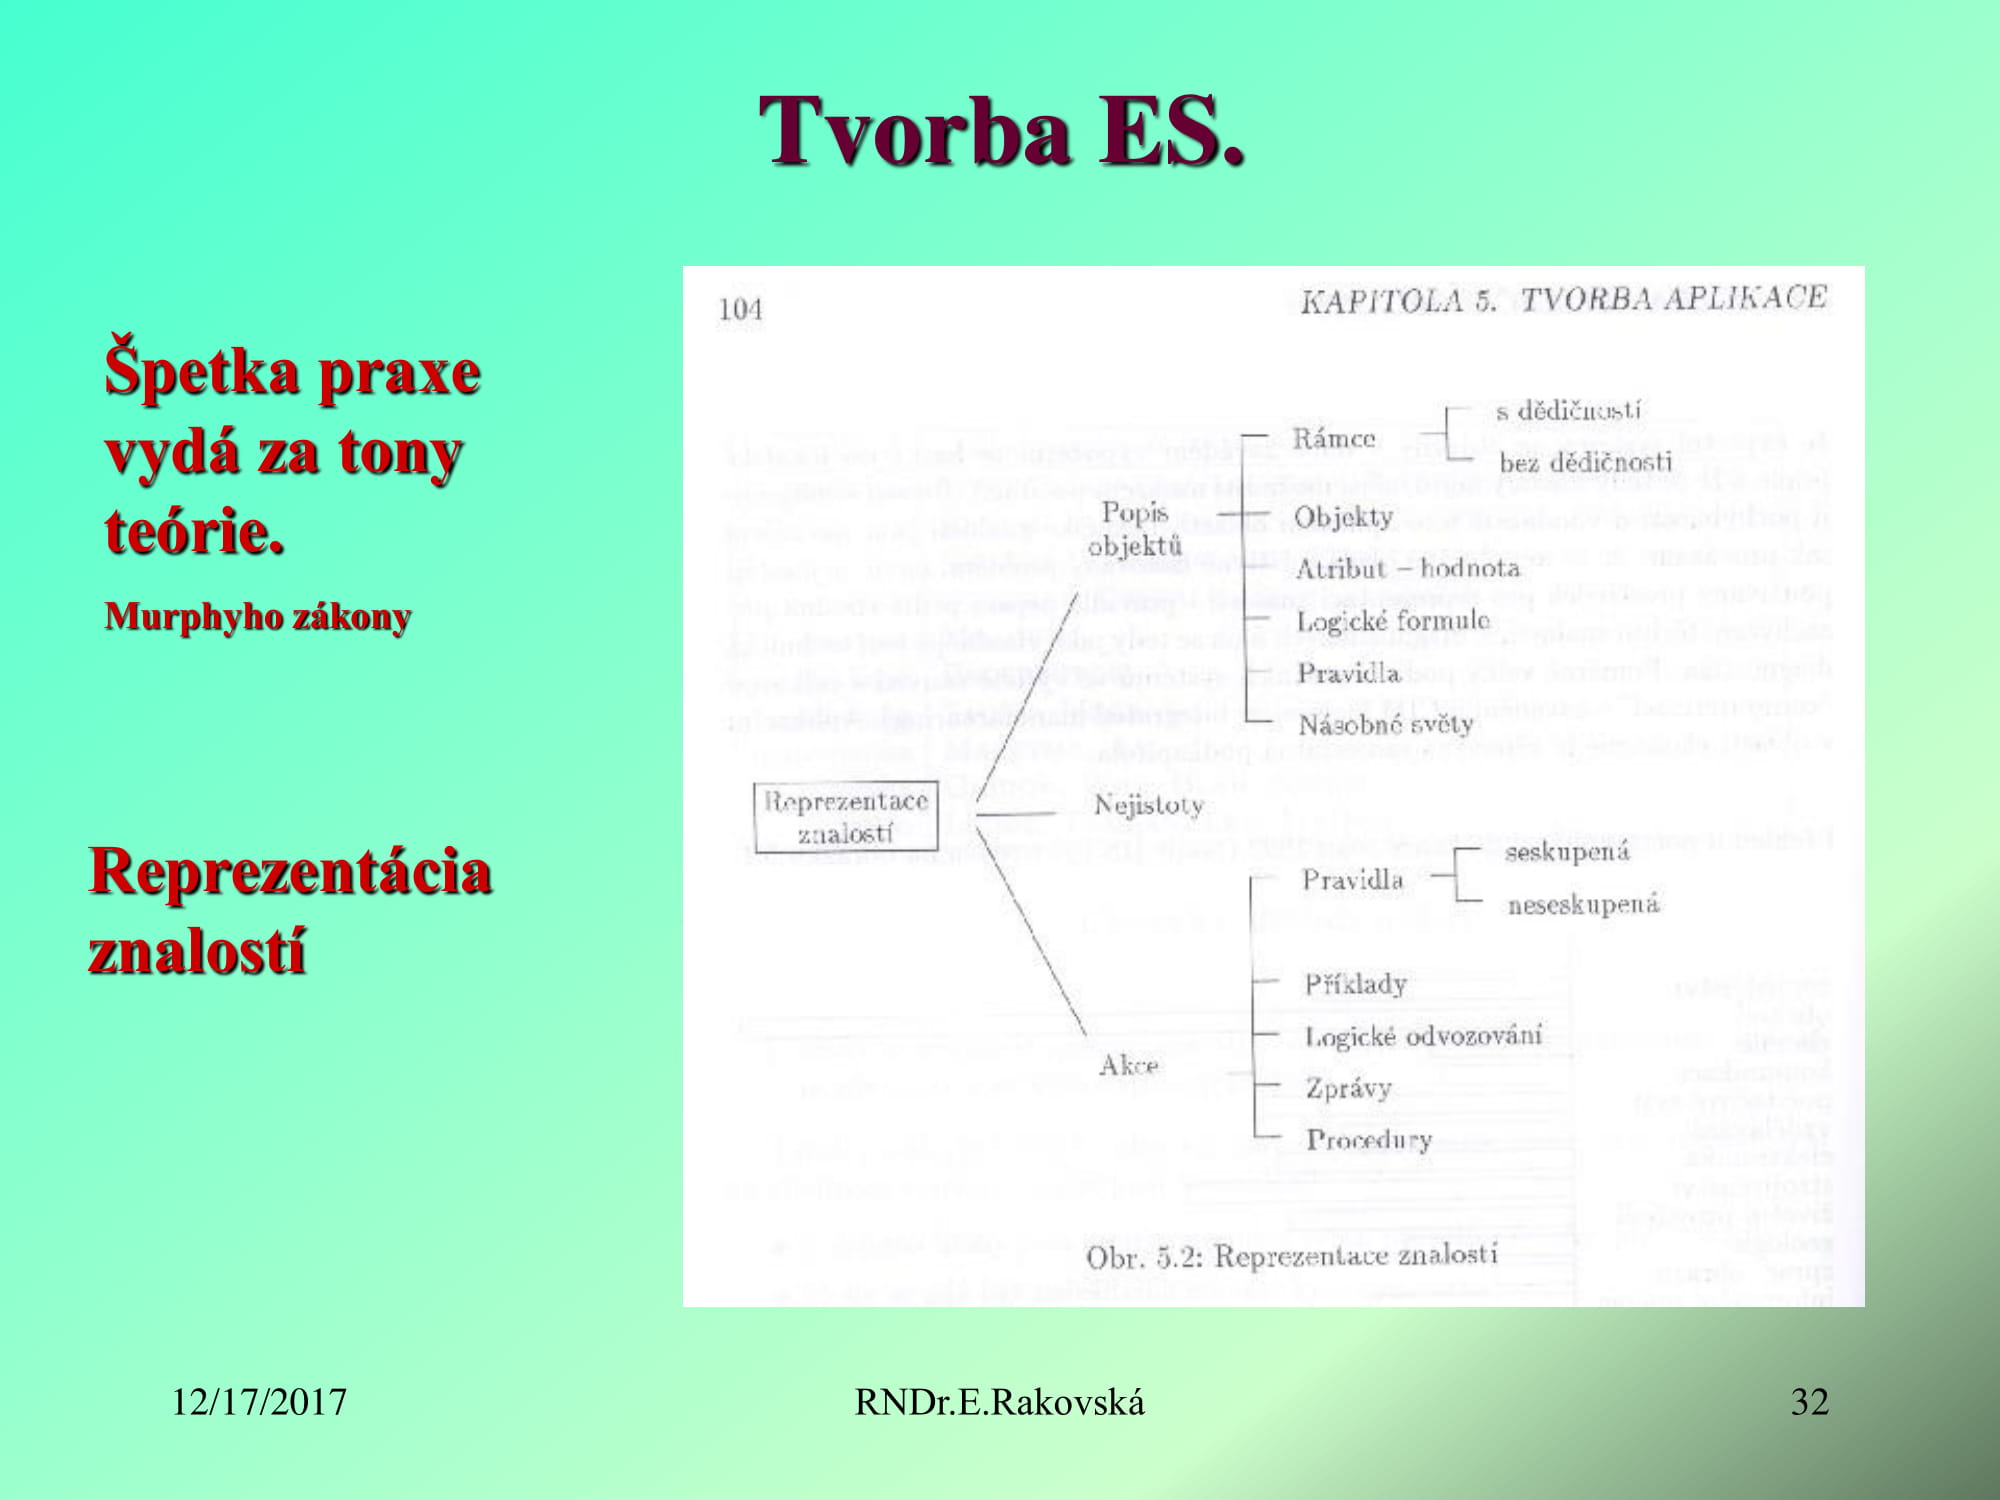 Tvorba ES.
Špetka praxe
vydá za tony
teórie.
Murphyho zákony
Reprezentácia
znalostí
104
KAPITOLA 5. TVORBA APLIKACE
Popis
objektů
Rámce
s dědičností
bez dědičnosti
Objekty
Atribut – hodnota
Logické formule
Pravidla
Násobné světy
Reprezentace
znalostí
Nejistoty
Akce
Pravidla
seskupená
neseskupená
Příklady
Logické odvozování
Zprávy
Procedury
Obr. 5.2: Reprezentace znalostí
12/17/2017
RNDr.E.Rakovská
32